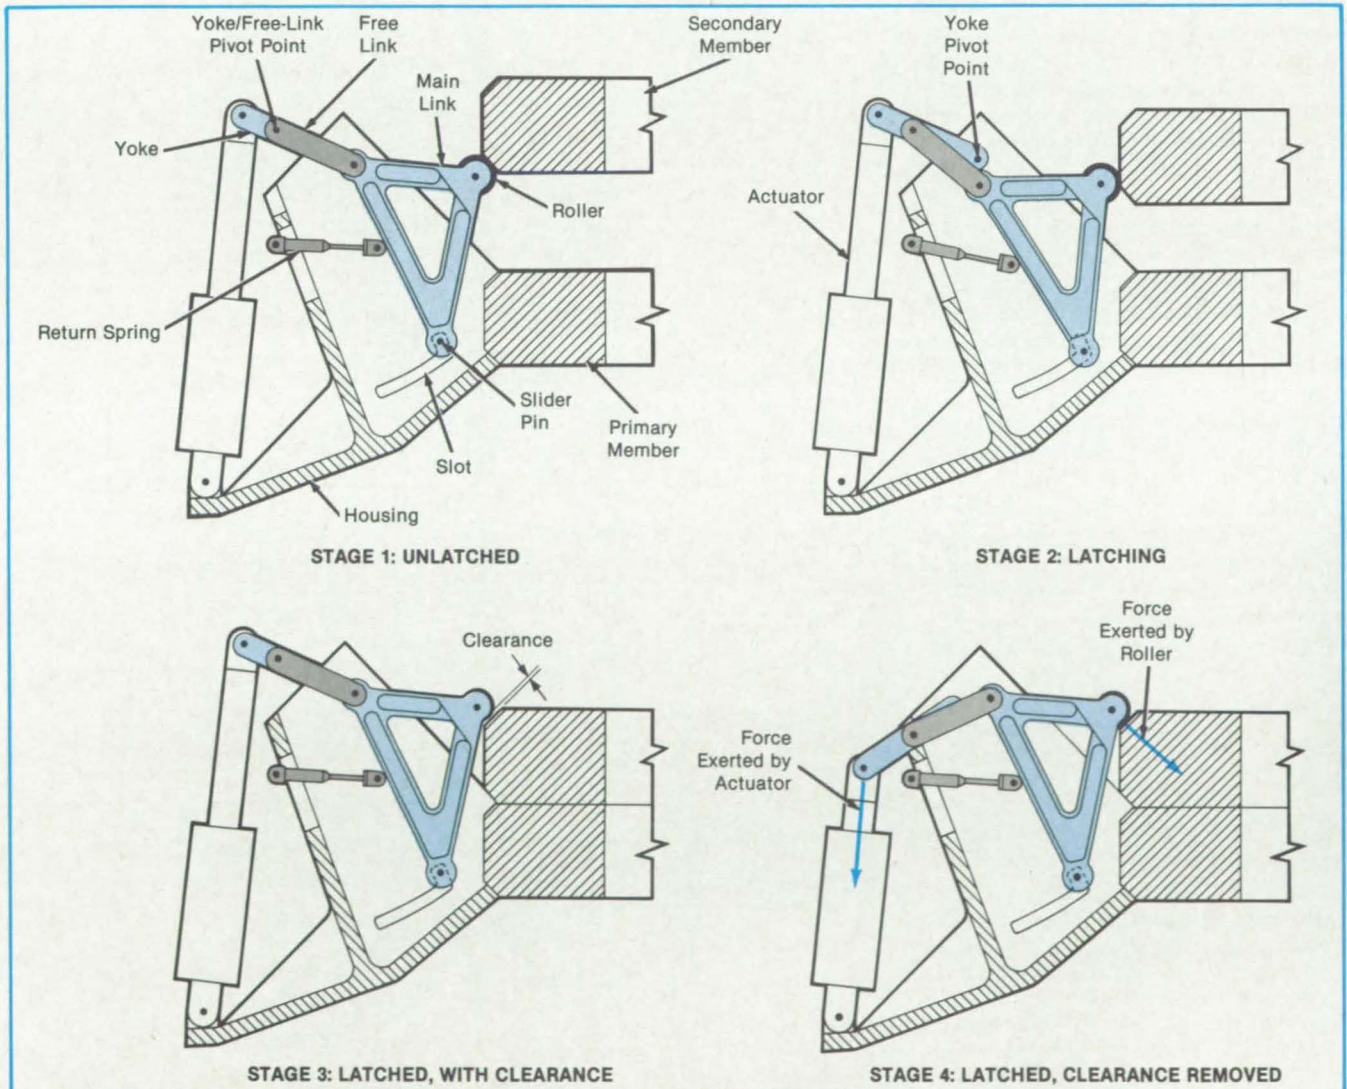 Yoke/Free-Link
Pivot Point
Free
Link
Main
Link
Secondary
Member
Yoke
Roller
Return Spring
Slider
Pin
Primary
Member
Slot
Housing
STAGE 1: UNLATCHED
Yoke
Pivot
Point
Actuator
STAGE 2: LATCHING
Clearance
STAGE 3: LATCHED, WITH CLEARANCE
Force
Exerted by
Roller
Force
Exerted by
Actuator
STAGE 4: LATCHED, CLEARANCE REMOVED